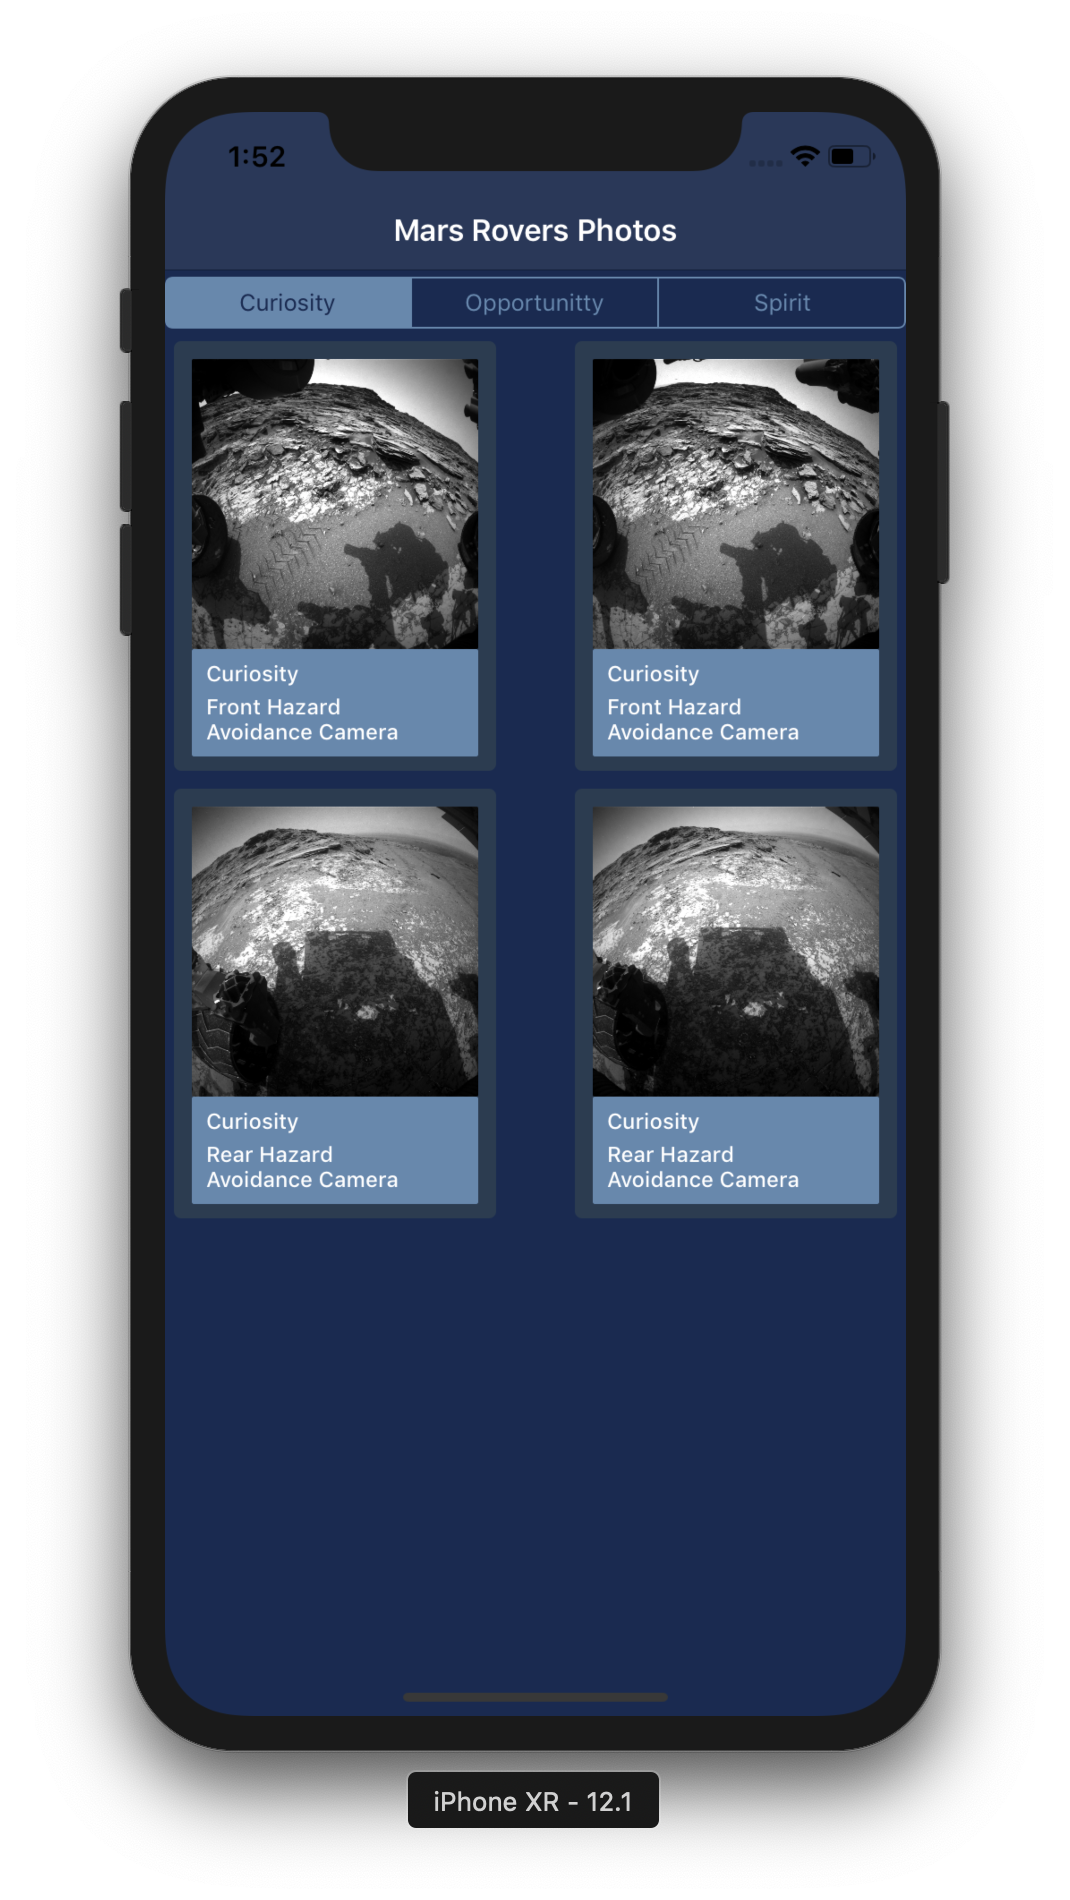 1:52
Mars Rovers Photos
Curiosity
Opportunitty
Spirit
Curiosity
Front Hazard
Avoidance Camera
Curiosity
Front Hazard
Avoidance Camera
Curiosity
Rear Hazard
Avoidance Camera
Curiosity
Rear Hazard
Avoidance Camera
iPhone XR - 12.1